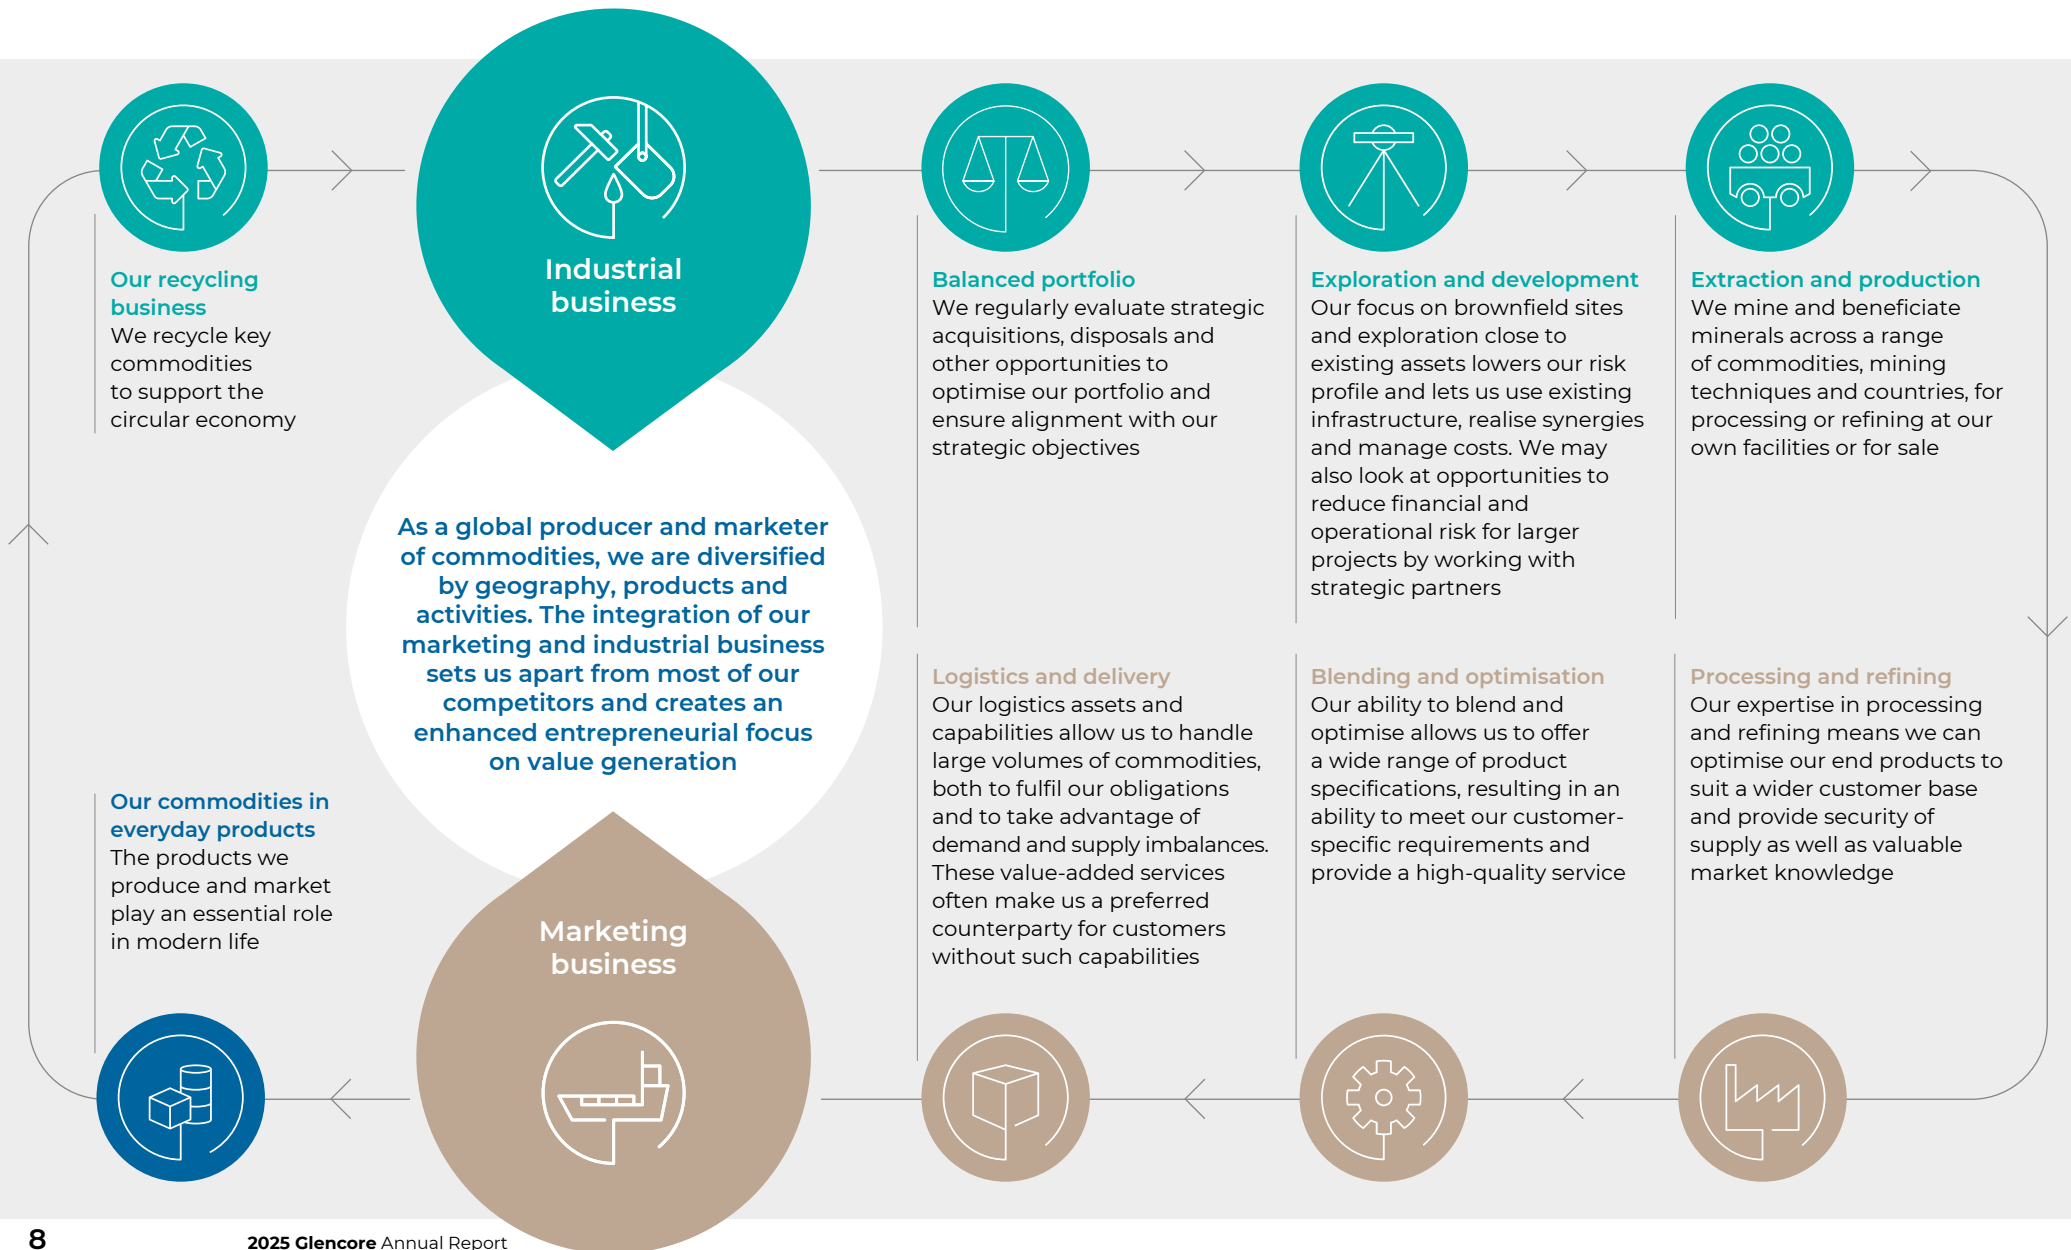 Our recycling
business
We recycle key
commodities
to support the
circular economy
Industrial
business
Balanced portfolio
We regularly evaluate strategic
acquisitions, disposals and
other opportunities to
optimise our portfolio and
ensure alignment with our
strategic objectives
Exploration and development
Our focus on brownfield sites
and exploration close to
existing assets lowers our risk
profile and lets us use existing
infrastructure, realise synergies
and manage costs. We may
also look at opportunities to
reduce financial and
operational risk for larger
projects by working with
strategic partners
Extraction and production
We mine and beneficiate
minerals across a range
of commodities, mining
techniques and countries, for
processing or refining at our
own facilities or for sale
As a global producer and marketer
of commodities, we are diversified
by geography, products and
activities. The integration of our
marketing and industrial business
sets us apart from most of our
competitors and creates an
enhanced entrepreneurial focus
on value generation
Logistics and delivery
Our logistics assets and
capabilities allow us to handle
large volumes of commodities,
both to fulfil our obligations
and to take advantage of
demand and supply imbalances.
These value-added services
often make us a preferred
counterparty for customers
without such capabilities
Blending and optimisation
Our ability to blend and
optimise allows us to offer
a wide range of product
specifications, resulting in an
ability to meet our customer-
specific requirements and
provide a high-quality service
Processing and refining
Our expertise in processing
and refining means we can
optimise our end products to
suit a wider customer base
and provide security of
supply as well as valuable
market knowledge
Our commodities in
everyday products
The products we
produce and market
play an essential role
in modern life
Marketing
business
8
2025 Glencore Annual Report